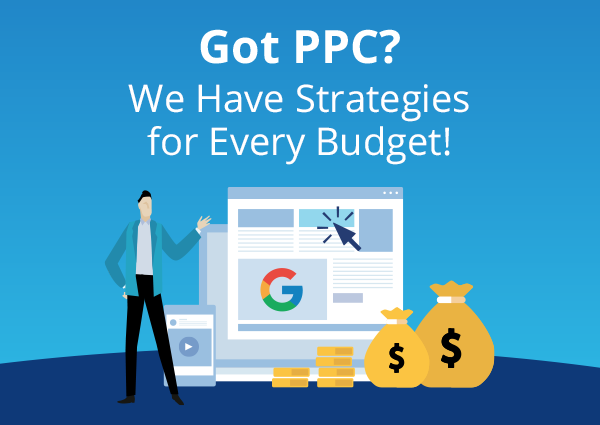 Got PPC?
We Have Strategies
for Every Budget!
G
$
$